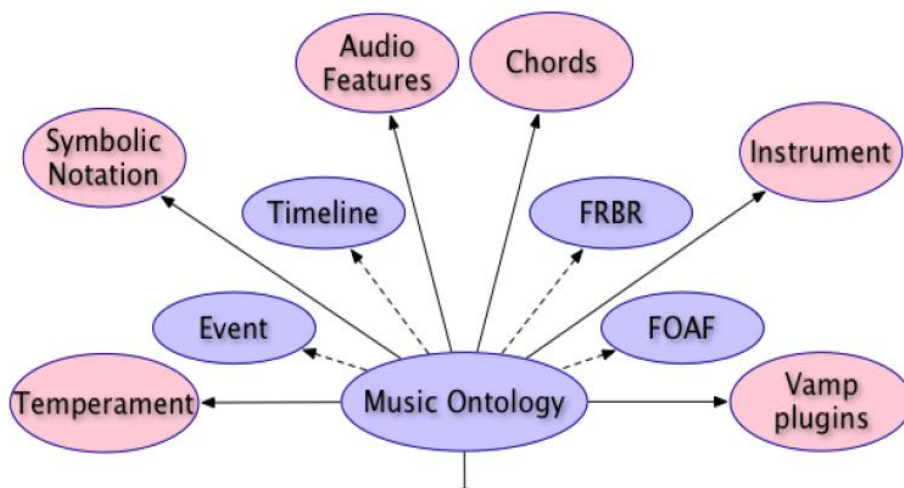 Audio
Features
Chords
Symbolic
Notation
Instrument
Timeline
FRBR
Event
FOAF
Temperament
Music Ontology
Vamp
plugins